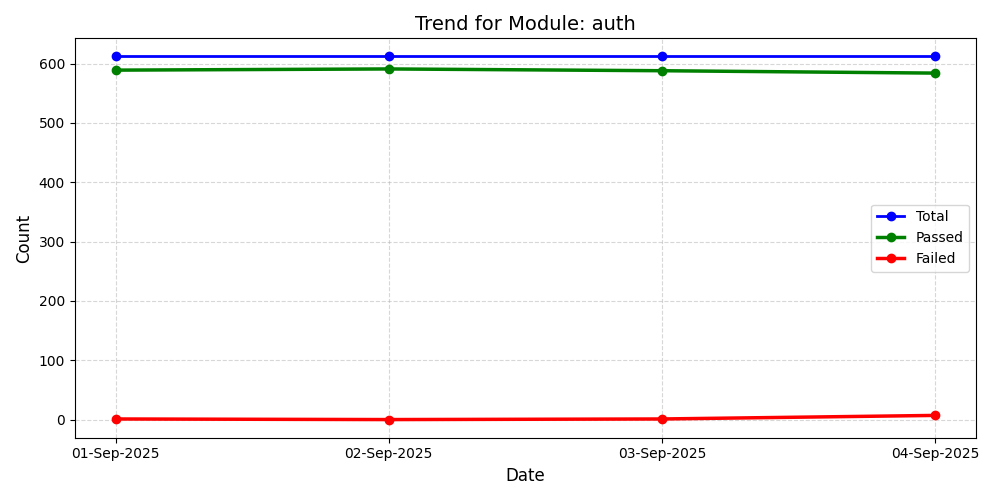 Trend for Module: auth
600
500
400
300
200
100
0
Count
Total
Passed
Failed
01-Sep-2025
02-Sep-2025
03-Sep-2025
04-Sep-2025
Date